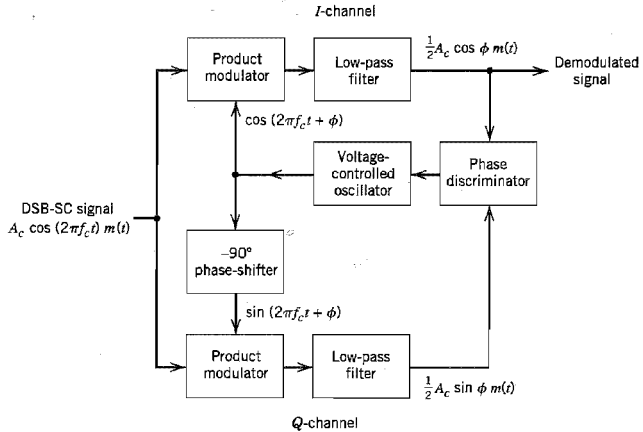 I-channel
Product
modulator
Low-pass
filter
½A_c cos ϕ m(t)
Demodulated
signal
cos (2πf_ct + ϕ)
Voltage-
controlled
oscillator
Phase
discriminator
DSB-SC signal
A_c cos (2πf_ct) m(t)
–90°
phase-shifter
sin (2πf_ct + ϕ)
Product
modulator
Low-pass
filter
½A_c sin ϕ m(t)
Q-channel